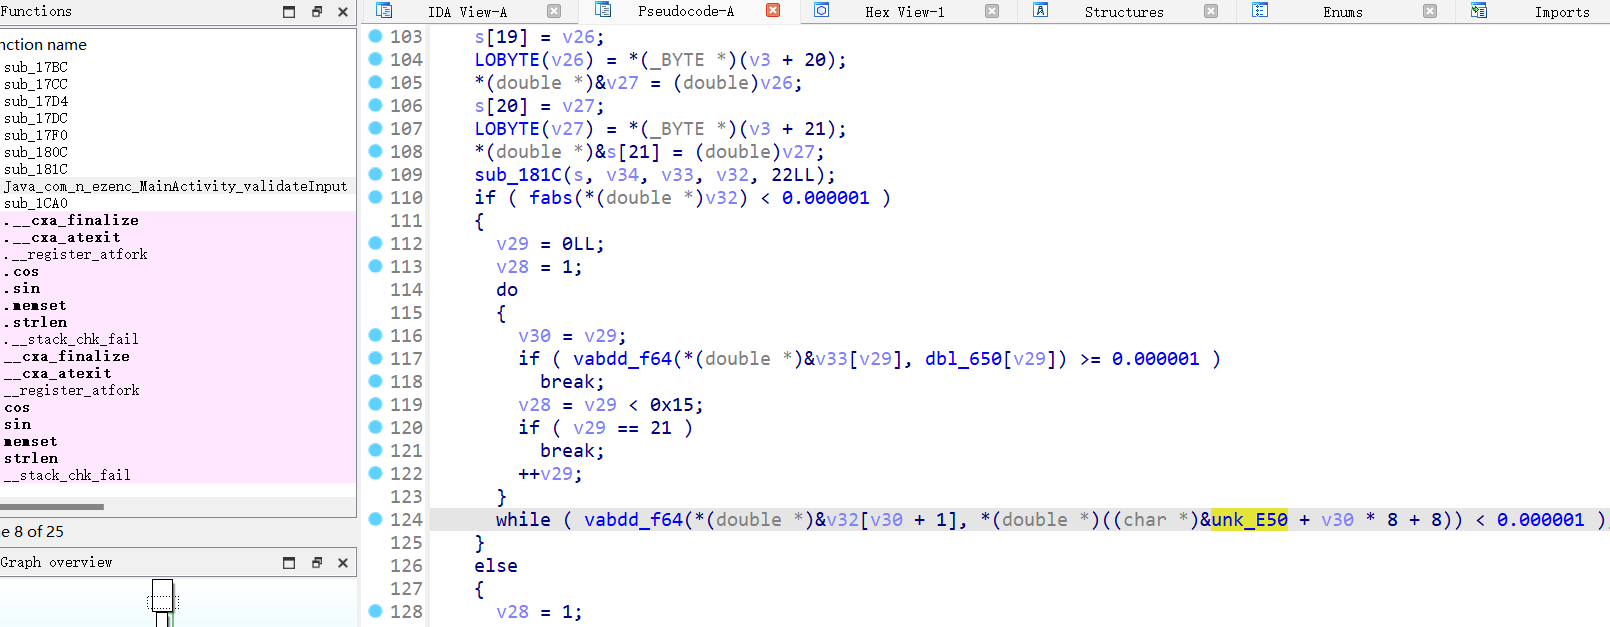 Functions
nction name
sub_17BC
sub_17CC
sub_17D4
sub_17DC
sub_17F0
sub_180C
sub_181C
Java_com_n_ezenc_MainActivity_validateInput
sub_1CA0
.__cxa_finalize
.__cxa_atexit
.__register_atfork
.cos
.sin
.memset
.strlen
.__stack_chk_fail
__cxa_finalize
__cxa_atexit
__register_atfork
cos
sin
memset
strlen
__stack_chk_fail
e 8 of 25
Graph overview
IDA View-A
Pseudocode-A
Hex View-1
Structures
Enums
Imports
103 s[19] = v26;
104 LOBYTE(v26) = *(_BYTE *)(v3 + 20);
105 *(double *)&v27 = (double)v26;
106 s[20] = v27;
107 LOBYTE(v27) = *(_BYTE *)(v3 + 21);
108 *(double *)&s[21] = (double)v27;
109 sub_181C(s, v34, v33, v32, 22LL);
110 if ( fabs(*(double *)v32) < 0.000001 )
111 {
112 v29 = 0LL;
113 v28 = 1;
114 do
115 {
116 v30 = v29;
117 if ( vabdd_f64(*(double *)&v33[v29], dbl_650[v29]) >= 0.000001 )
118 break;
119 v28 = v29 < 0x15;
120 if ( v29 == 21 )
121 break;
122 ++v29;
123 }
124 while ( vabdd_f64(*(double *)&v32[v30 + 1], *(double *)((char *)&unk_E50 + v30 * 8 + 8)) < 0.000001 )
125 }
126 else
127 {
128 v28 = 1;